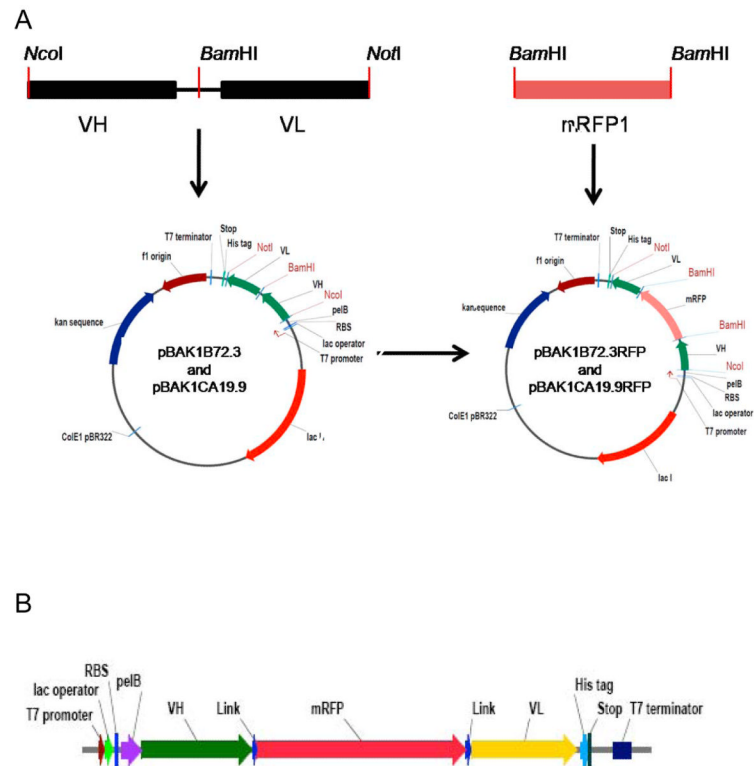 A
NcoI BamHI NotI BamHI BamHI
VH VL mRFP1
Stop
T7 terminator His tag NotI
f1 origin VL
BamHI
VH
NcoI
kan sequence pelB
RBS
lac operator
T7 promoter
pBAK1B72.3
and
pBAK1CA19.9
ColE1 pBR322
lac I
Stop
T7 terminator His tag
NotI
f1 origin VL
BamHI
mRFP
kan sequence
BamHI
VH
NcoI
pelB
RBS
lac operator
T7 promoter
pBAK1B72.3RFP
and
pBAK1CA19.9RFP
ColE1 pBR322
lac I
B
RBS
lac operator pelB
T7 promoter VH Link mRFP Link VL His tag
Stop T7 terminator